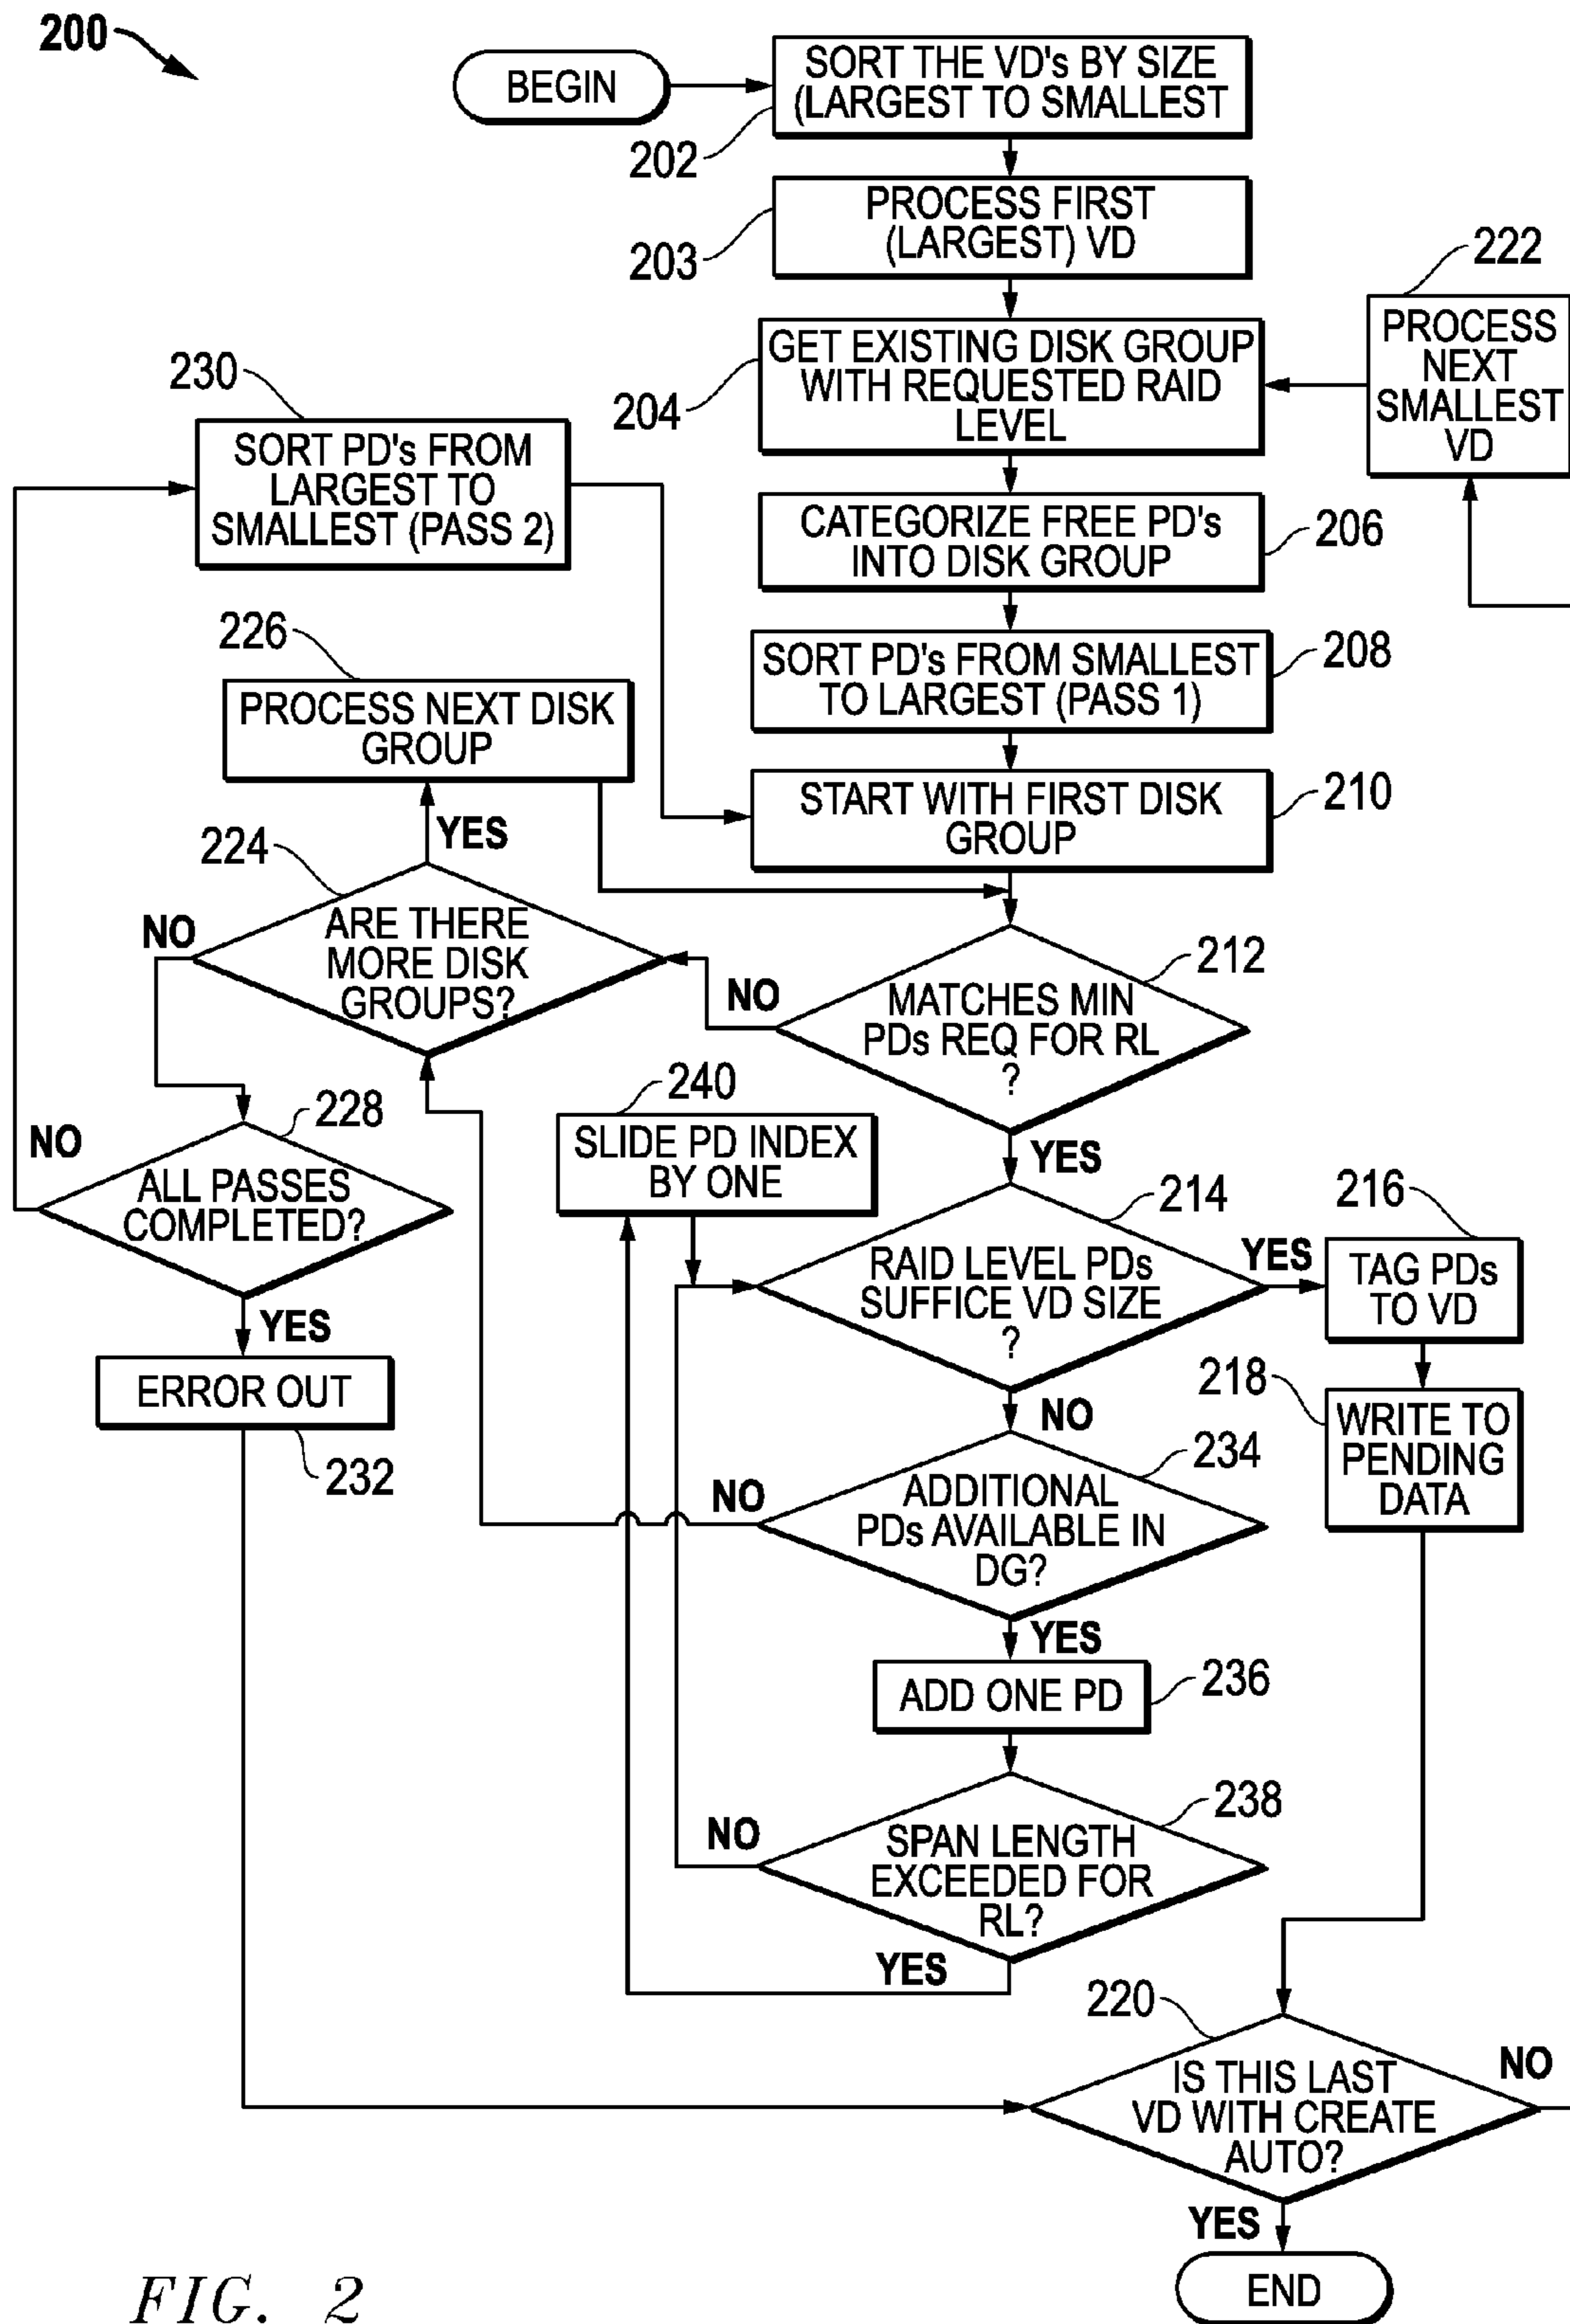 200
BEGIN
SORT THE VD's BY SIZE
(LARGEST TO SMALLEST
202
PROCESS FIRST
(LARGEST) VD
203
222
PROCESS
NEXT
SMALLEST
VD
GET EXISTING DISK GROUP
WITH REQUESTED RAID
LEVEL
204
230
SORT PD's FROM
LARGEST TO
SMALLEST (PASS 2)
CATEGORIZE FREE PD's
INTO DISK GROUP
206
SORT PD's FROM SMALLEST
TO LARGEST (PASS 1)
208
226
PROCESS NEXT DISK
GROUP
START WITH FIRST DISK
GROUP
210
YES
224
ARE THERE
MORE DISK
GROUPS?
NO
212
MATCHES MIN
PDs REQ FOR RL
?
NO
YES
228
ALL PASSES
COMPLETED?
NO
YES
240
SLIDE PD INDEX
BY ONE
214
RAID LEVEL PDs
SUFFICE VD SIZE
?
YES
NO
216
TAG PDs
TO VD
218
WRITE TO
PENDING
DATA
ERROR OUT
232
234
ADDITIONAL
PDs AVAILABLE IN
DG?
NO
YES
ADD ONE PD
236
238
SPAN LENGTH
EXCEEDED FOR
RL?
NO
YES
220
IS THIS LAST
VD WITH CREATE
AUTO?
NO
YES
END
FIG. 2